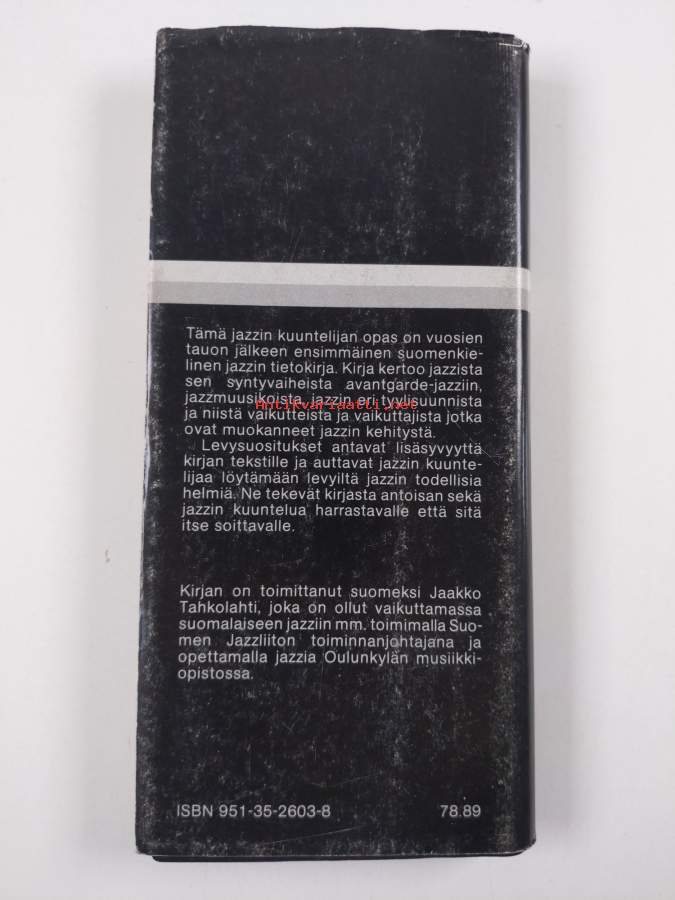 Tämä jazzin kuuntelijan opas on vuosien
tauon jälkeen ensimmäinen suomenkie-
linen jazzin tietokirja. Kirja kertoo jazzista
sen syntyvaiheista avantgarde-jazziin,
jazzmuusikoista, jazzin eri tyylisuunnista
Antikvariaatti.net
ja niistä vaikutteista ja vaikuttajista jotka
ovat muokanneet jazzin kehitystä.
Levysuositukset antavat lisäsyvyyttä
kirjan tekstille ja auttavat jazzin kuunte-
lijaa löytämään levyiltä jazzin todellisia
helmiä. Ne tekevät kirjasta antoisan sekä
jazzin kuuntelua harrastavalle että sitä
itse soittavalle.
Kirjan on toimittanut suomeksi Jaakko
Tahkolahti, joka on ollut vaikuttamassa
suomalaiseen jazziin mm. toimimalla Suo-
men Jazzliiton toiminnanjohtajana ja
opettamalla jazzia Oulunkylän musiikki-
opistossa.
ISBN 951-35-2603-8 78.89